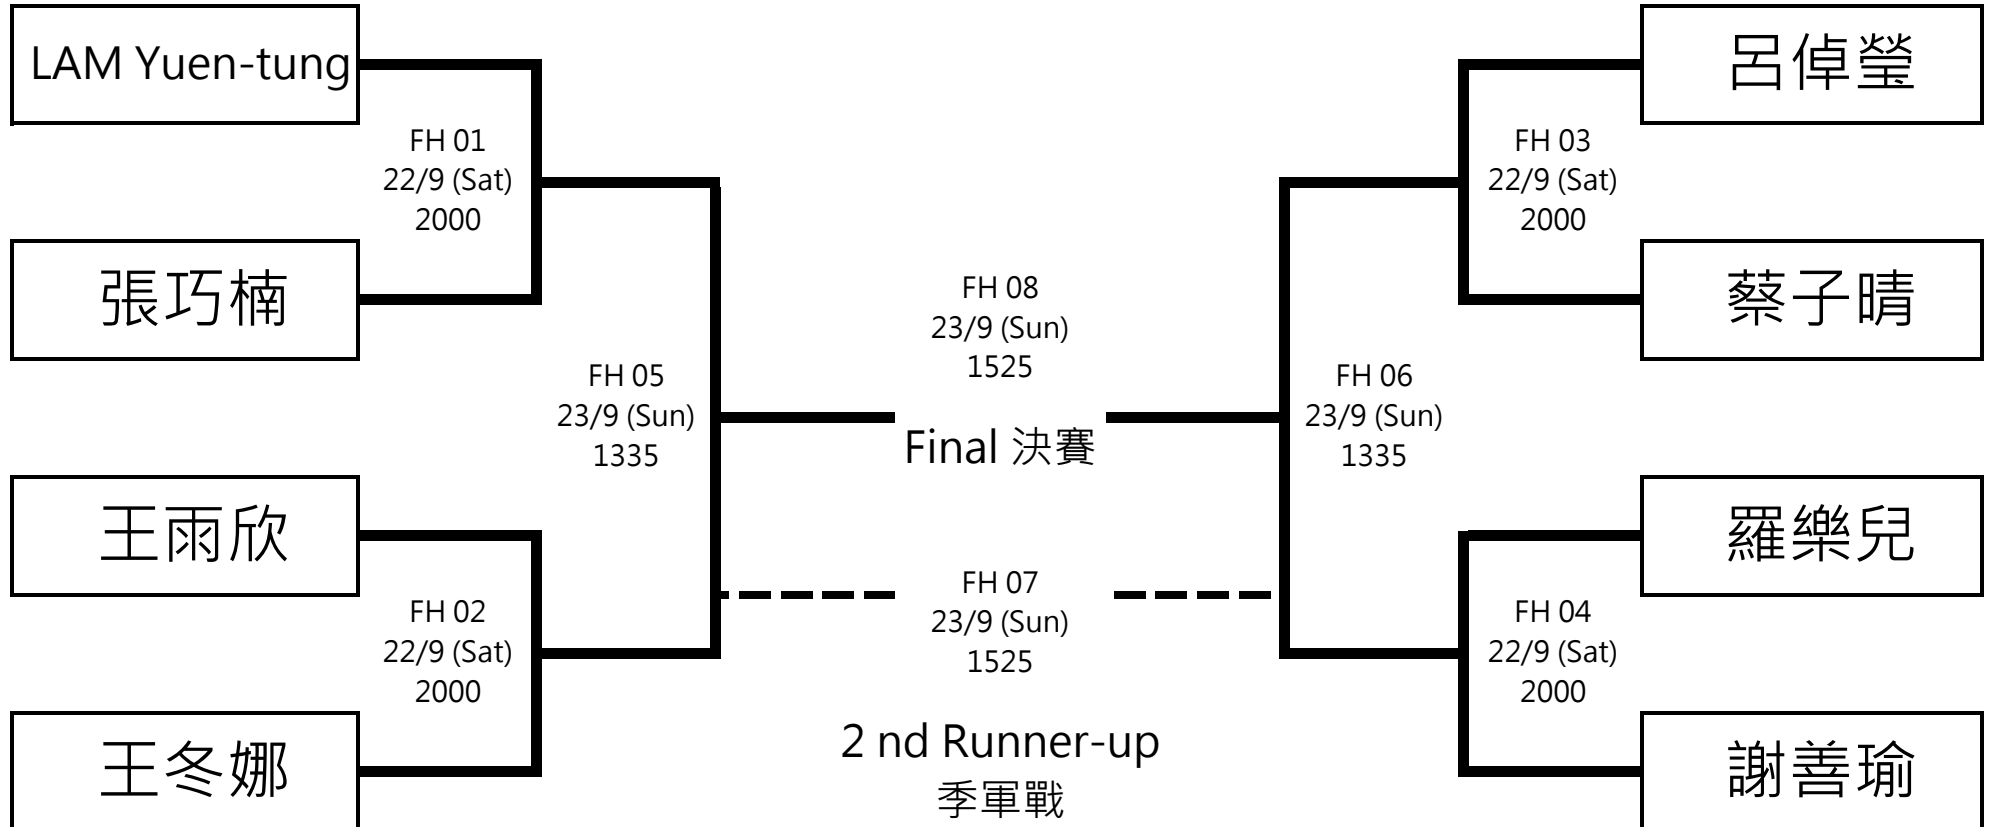 LAM Yuen-tung
呂倬瑩
FH 01
22/9 (Sat)
2000
FH 03
22/9 (Sat)
2000
張巧楠
蔡子晴
FH 08
23/9 (Sun)
1525
FH 05
23/9 (Sun)
1335
FH 06
23/9 (Sun)
1335
Final 決賽
王雨欣
羅樂兒
FH 02
22/9 (Sat)
2000
FH 07
23/9 (Sun)
1525
FH 04
22/9 (Sat)
2000
王冬娜
謝善瑜
2 nd Runner-up
季軍戰